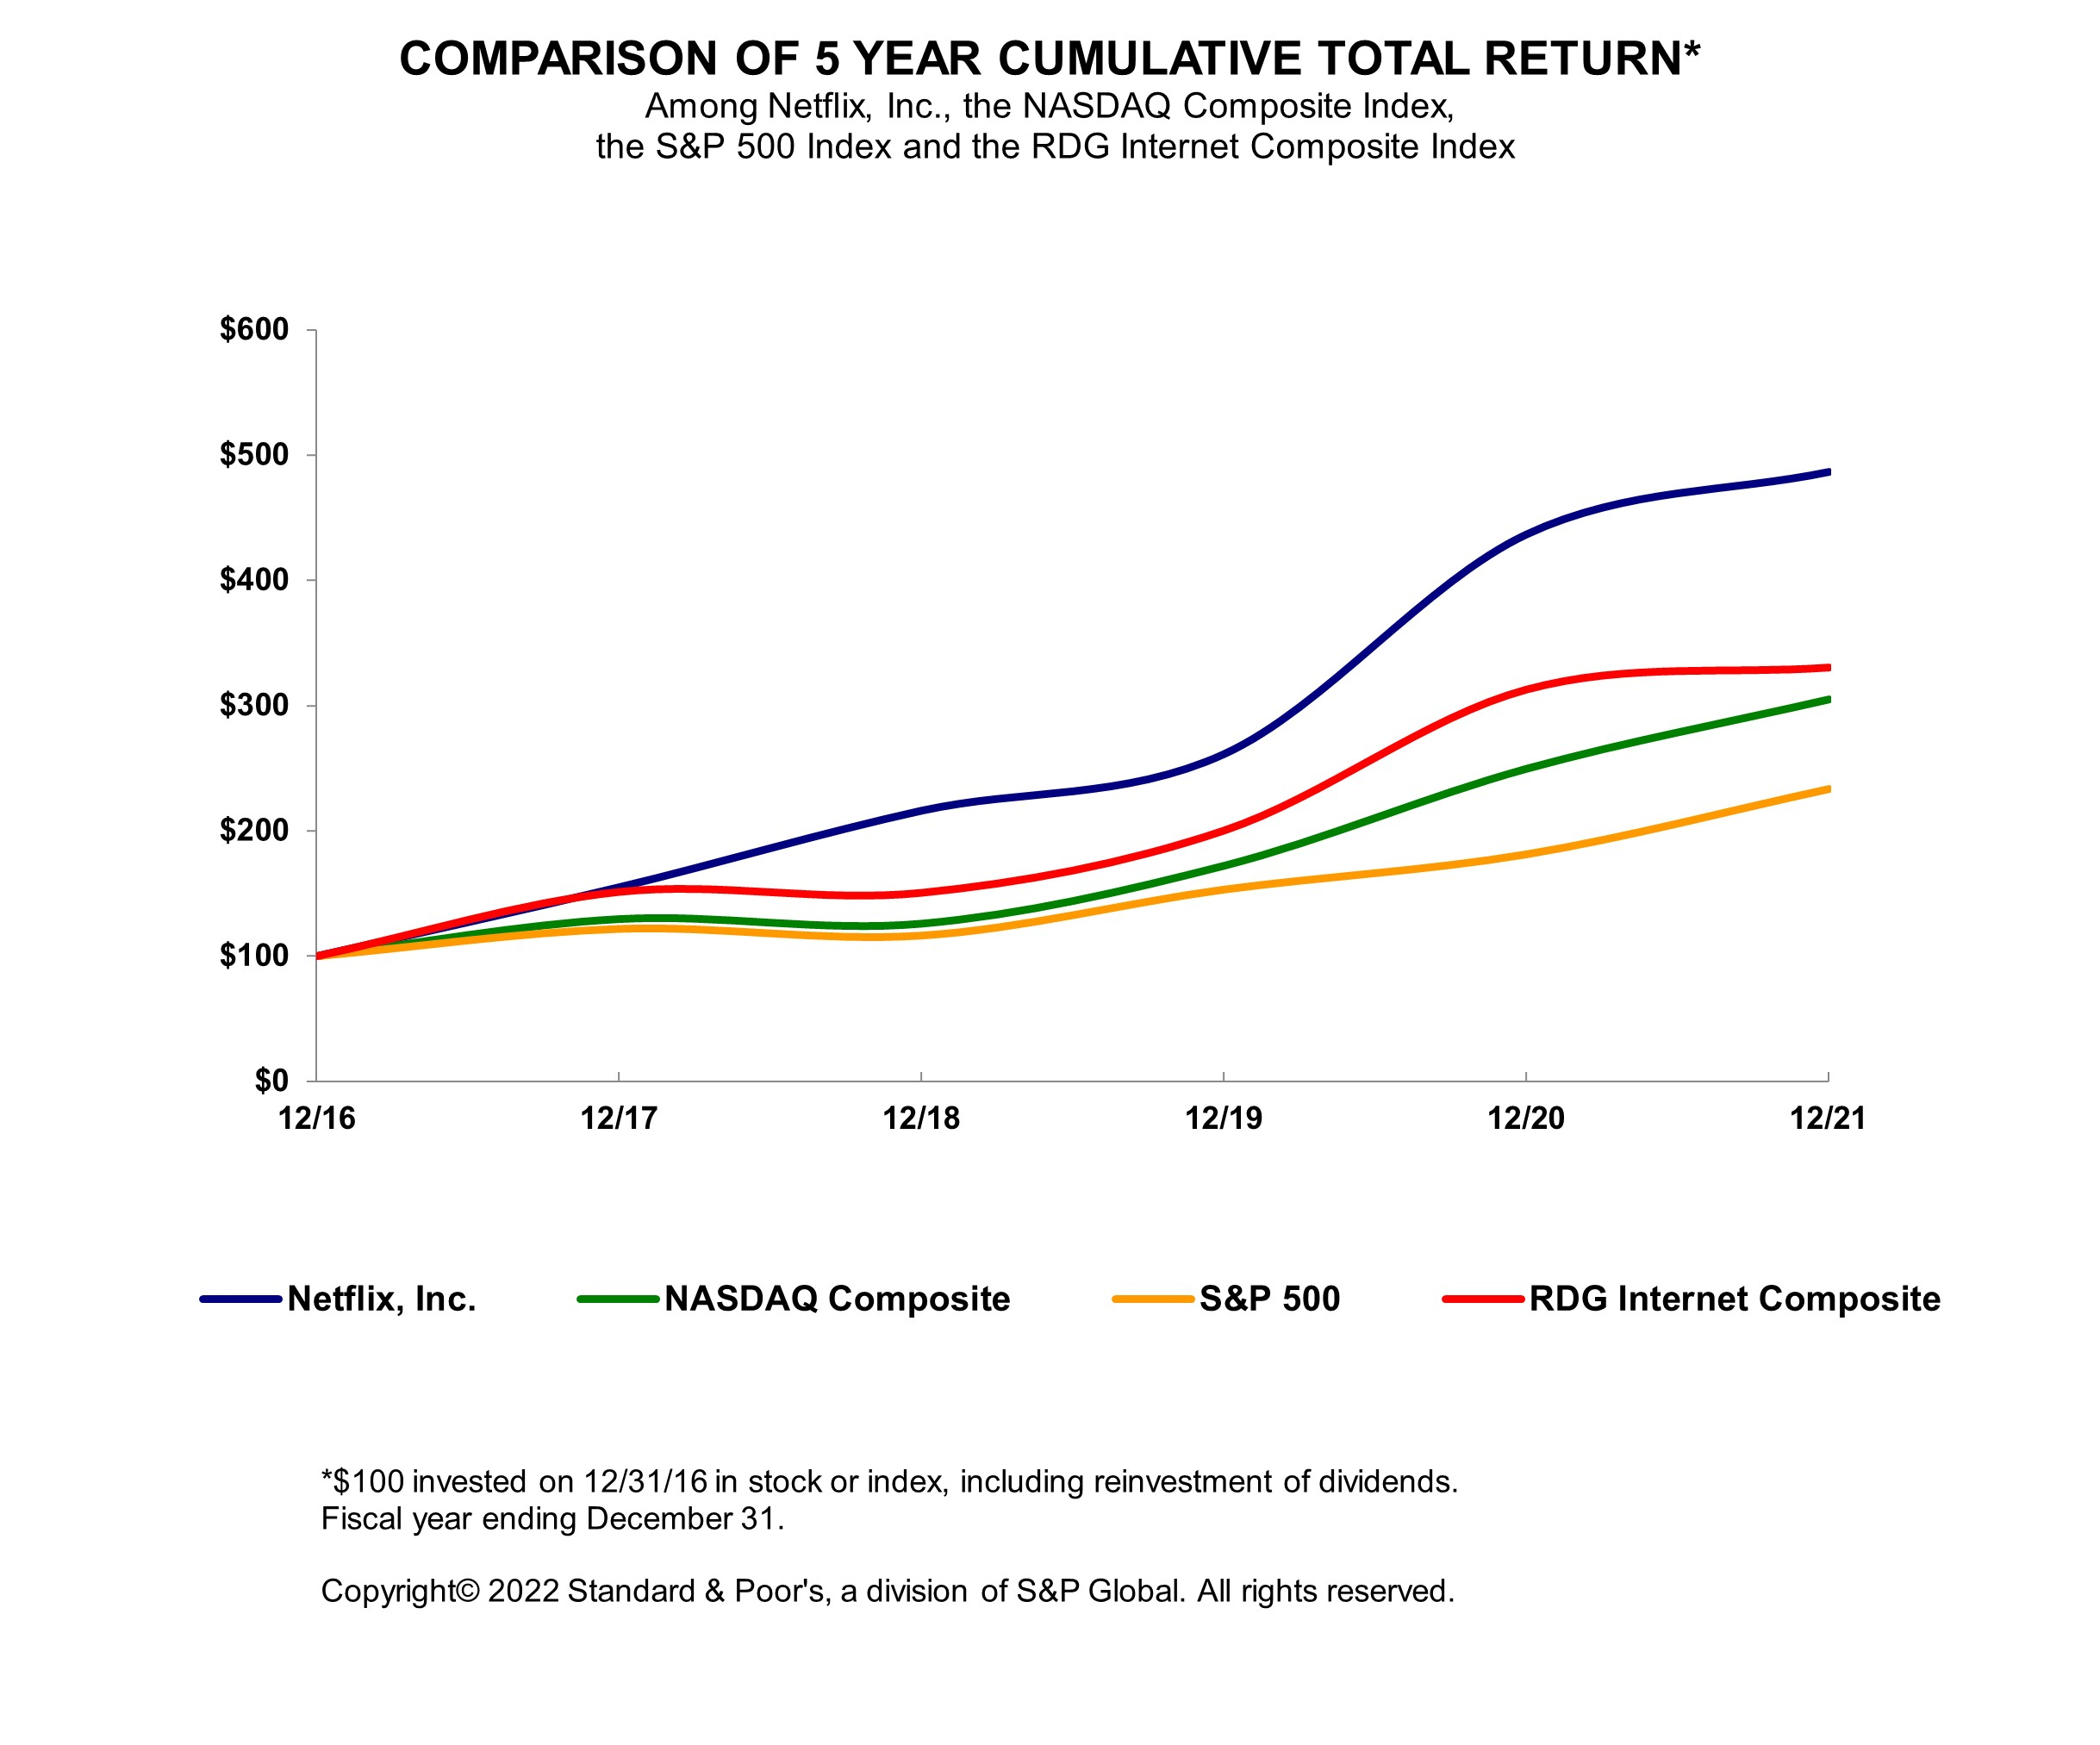 COMPARISON OF 5 YEAR CUMULATIVE TOTAL RETURN*
Among Netflix, Inc., the NASDAQ Composite Index,
the S&P 500 Index and the RDG Internet Composite Index
$600
$500
$400
$300
$200
$100
$0
12/16 12/17 12/18 12/19 12/20 12/21
Netflix, Inc. NASDAQ Composite S&P 500 RDG Internet Composite
*$100 invested on 12/31/16 in stock or index, including reinvestment of dividends.
Fiscal year ending December 31.
Copyright© 2022 Standard & Poor's, a division of S&P Global. All rights reserved.